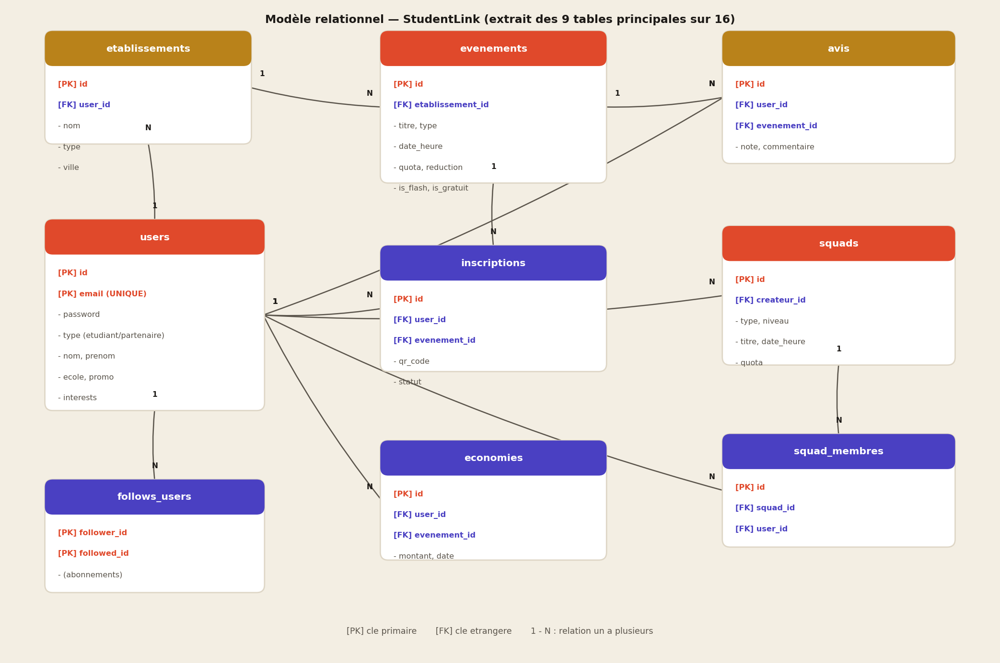 Modèle relationnel — StudentLink (extrait des 9 tables principales sur 16)
etablissements
[PK] id
[FK] user_id
- nom
- type
- ville
1
N
evenements
[PK] id
[FK] etablissement_id
- titre, type
- date_heure
- quota, reduction
- is_flash, is_gratuit
N
1
1
avis
[PK] id
[FK] user_id
[FK] evenement_id
- note, commentaire
N
1
users
[PK] id
[PK] email (UNIQUE)
- password
- type (etudiant/partenaire)
- nom, prenom
- ecole, promo
- interests
1
1
N
inscriptions
[PK] id
[FK] user_id
[FK] evenement_id
- qr_code
- statut
N
squads
[PK] id
[FK] createur_id
- type, niveau
- titre, date_heure
- quota
N
1
N
follows_users
[PK] follower_id
[PK] followed_id
- (abonnements)
N
economies
[PK] id
[FK] user_id
[FK] evenement_id
- montant, date
N
N
squad_membres
[PK] id
[FK] squad_id
[FK] user_id
N
[PK] cle primaire [FK] cle etrangere 1 - N : relation un a plusieurs